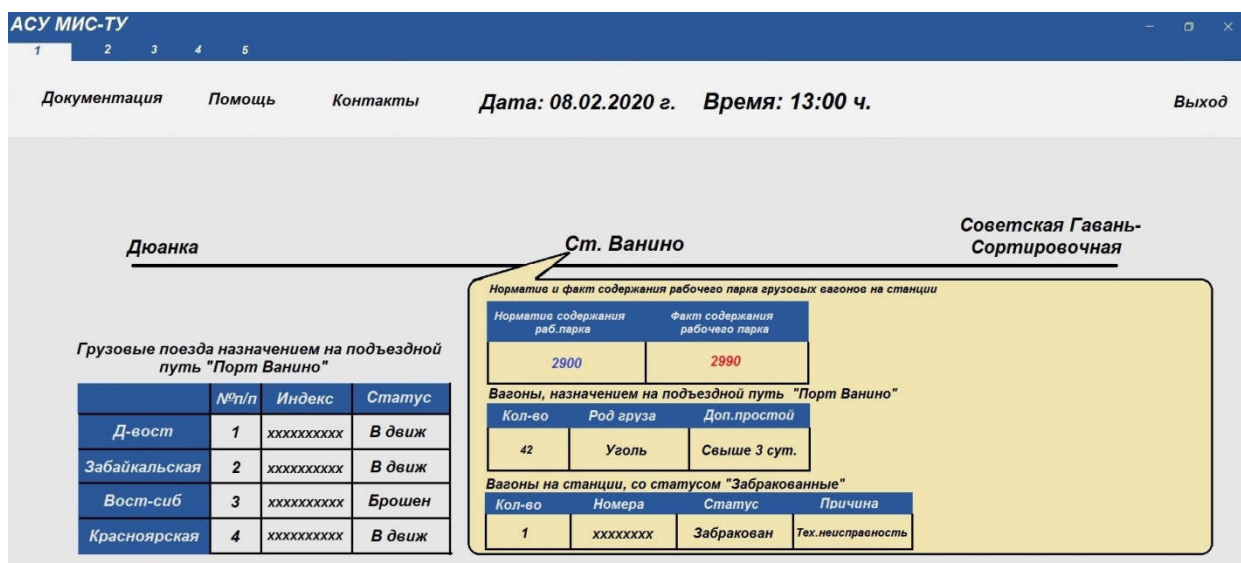 АСУ МИС-ТУ
1 2 3 4 5
Документация Помощь Контакты Дата: 08.02.2020 г. Время: 13:00 ч. Выход
Дюанка
Ст. Ванино
Советская Гавань-
Сортировочная
Грузовые поезда назначением на подъездной
путь "Порт Ванино"
№п/п Индекс Статус
Д-вост 1 xxxxxxxxxx В движ
Забайкальская 2 xxxxxxxxxx В движ
Вост-сиб 3 xxxxxxxxxx Брошен
Красноярская 4 xxxxxxxxxx В движ
Норматив и факт содержания рабочего парка грузовых вагонов на станции
Норматив содержания
раб.парка
Факт содержания
рабочего парка
2900 2990
Вагоны, назначением на подъездной путь "Порт Ванино"
Кол-во Род груза Доп.простой
42 Уголь Свыше 3 сут.
Вагоны на станции, со статусом "Забракованные"
Кол-во Номера Статус Причина
1 xxxxxxxx Забракован Тех.неисправность